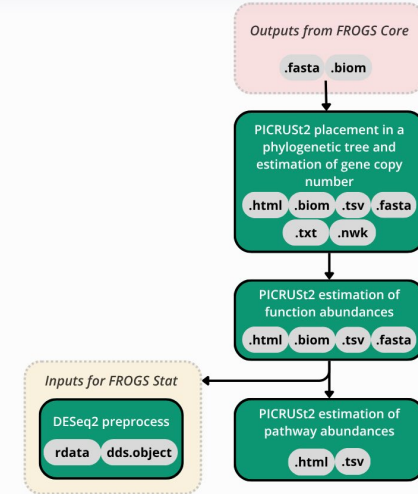 Outputs from FROGS Core
.fasta .biom
PICRUSt2 placement in a
phylogenetic tree and
estimation of gene copy
number
.html .biom .tsv .fasta
.txt .nwk
PICRUSt2 estimation of
function abundances
.html .biom .tsv .fasta
Inputs for FROGS Stat
DESeq2 preprocess
rdata dds.object
PICRUSt2 estimation of
pathway abundances
.html .tsv